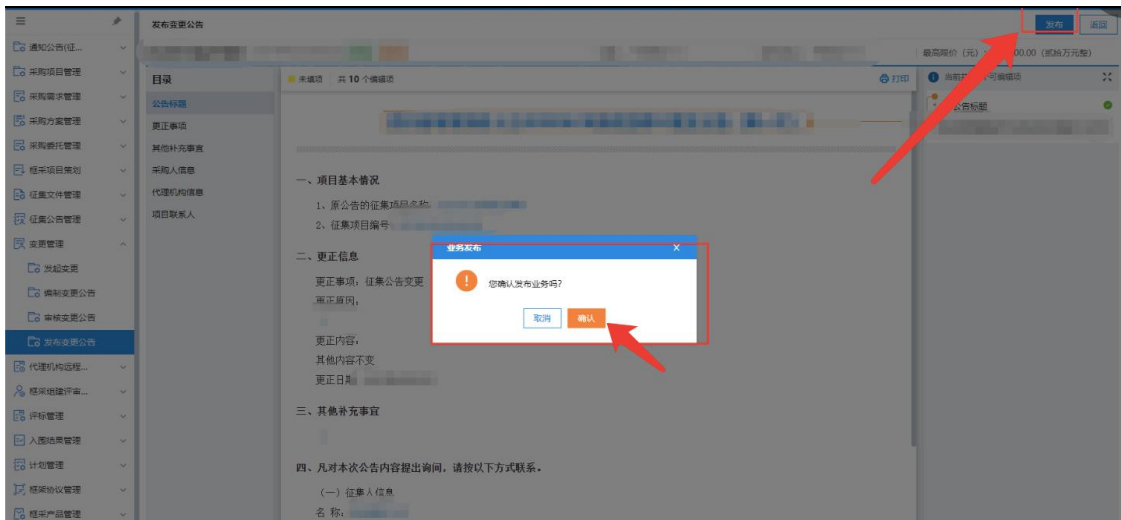 发布变更公告
发布
返回
最高限价（元）：
00.00（贰拾万元整）
通知公告(征...
采购项目管理
采购需求管理
采购方案管理
采购委托管理
框采项目策划
征集文件管理
征集公告管理
变更管理
发起变更
编制变更公告
审核变更公告
发布变更公告
代理机构远程...
框采组建评审...
评标管理
入围结果管理
计划管理
框架协议管理
框采产品管理
目录
公告标题
更正事项
其他补充事宜
采购人信息
代理机构信息
项目联系人
未填项 共 10 个编辑项
打印
一、项目基本情况
1、原公告的征集项目名称:
2、征集项目编号
二、更正信息
更正事项：征集公告变更
更正原因：
更正内容：
其他内容不变
更正日期
三、其他补充事宜
四、凡对本次公告内容提出询问，请按以下方式联系。
（一）征集人信息
名 称：
业务发布
X
您确认发布业务吗?
取消
确认
当前共
个可编辑项
公告标题